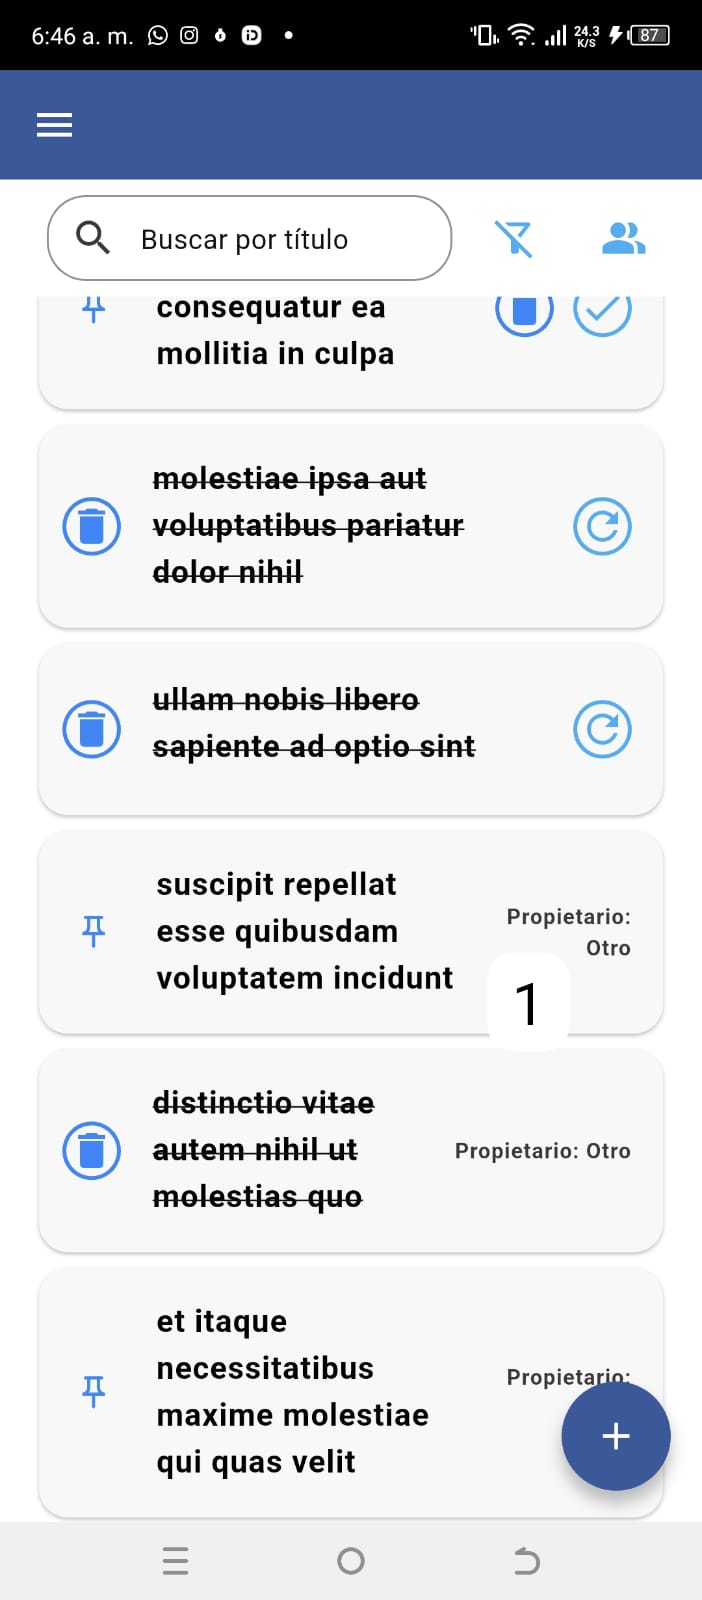 6:46 a. m.
24.3
K/S
87
Buscar por título
consequatur ea
mollitia in culpa
molestiae ipsa aut
voluptatibus pariatur
dolor nihil
ullam nobis libero
sapiente ad optio sint
suscipit repellat
esse quibusdam
voluptatem incidunt
Propietario:
Otro
1
distinctio vitae
autem nihil ut
molestias quo
Propietario: Otro
et itaque
necessitatibus
maxime molestiae
qui quas velit
Propietario:
+